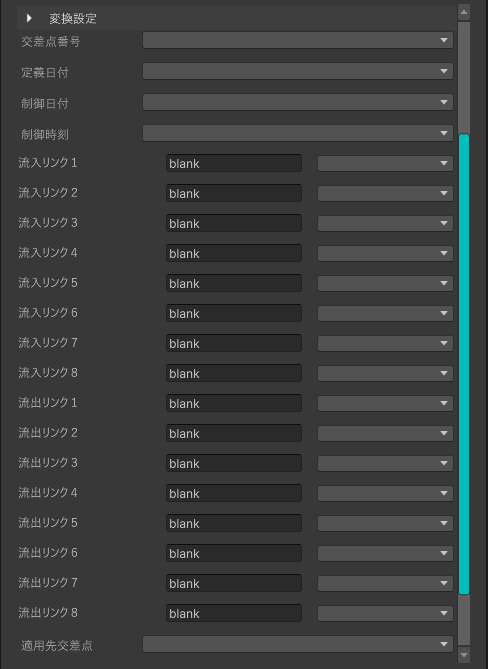 変換設定
交差点番号
定義日付
制御日付
制御時刻
流入リンク1 blank
流入リンク2 blank
流入リンク3 blank
流入リンク4 blank
流入リンク5 blank
流入リンク6 blank
流入リンク7 blank
流入リンク8 blank
流出リンク1 blank
流出リンク2 blank
流出リンク3 blank
流出リンク4 blank
流出リンク5 blank
流出リンク6 blank
流出リンク7 blank
流出リンク8 blank
適用先交差点